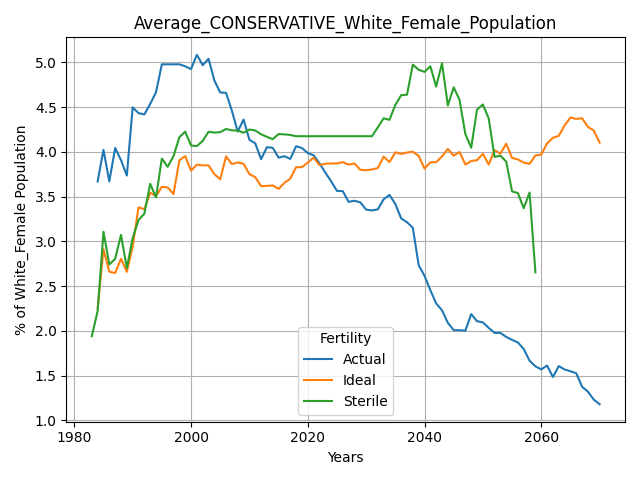 Average_CONSERVATIVE_White_Female_Population
% of White_Female Population
5.0
4.5
4.0
3.5
3.0
2.5
2.0
1.5
1.0
Fertility
Actual
Ideal
Sterile
1980
2000
2020
2040
2060
Years